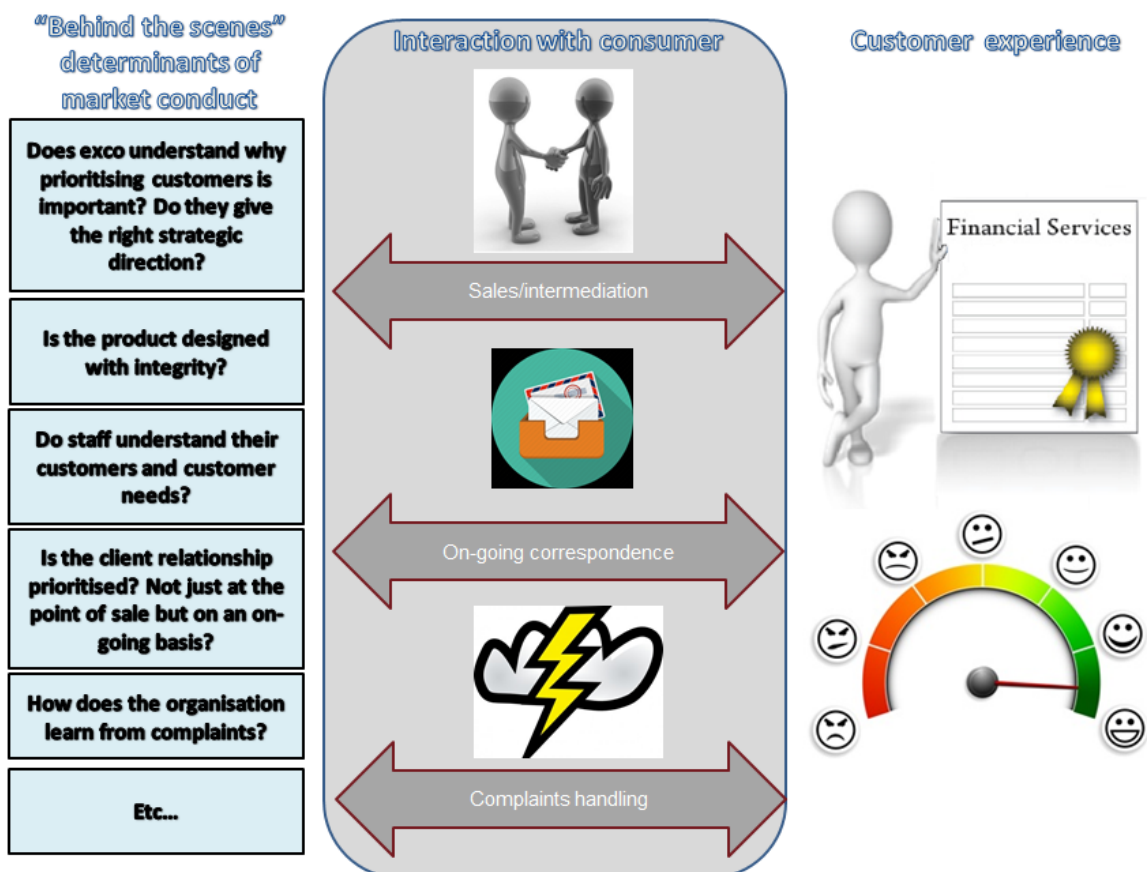 “Behind the scenes”
determinants of
market conduct
Does exco understand why
prioritising customers is
important? Do they give
the right strategic
direction?
Is the product designed
with integrity?
Do staff understand their
customers and customer
needs?
Is the client relationship
prioritised? Not just at the
point of sale but on an on-
going basis?
How does the organisation
learn from complaints?
Etc...
Interaction with consumer
Sales/intermediation
On-going correspondence
Complaints handling
Customer experience
Financial Services